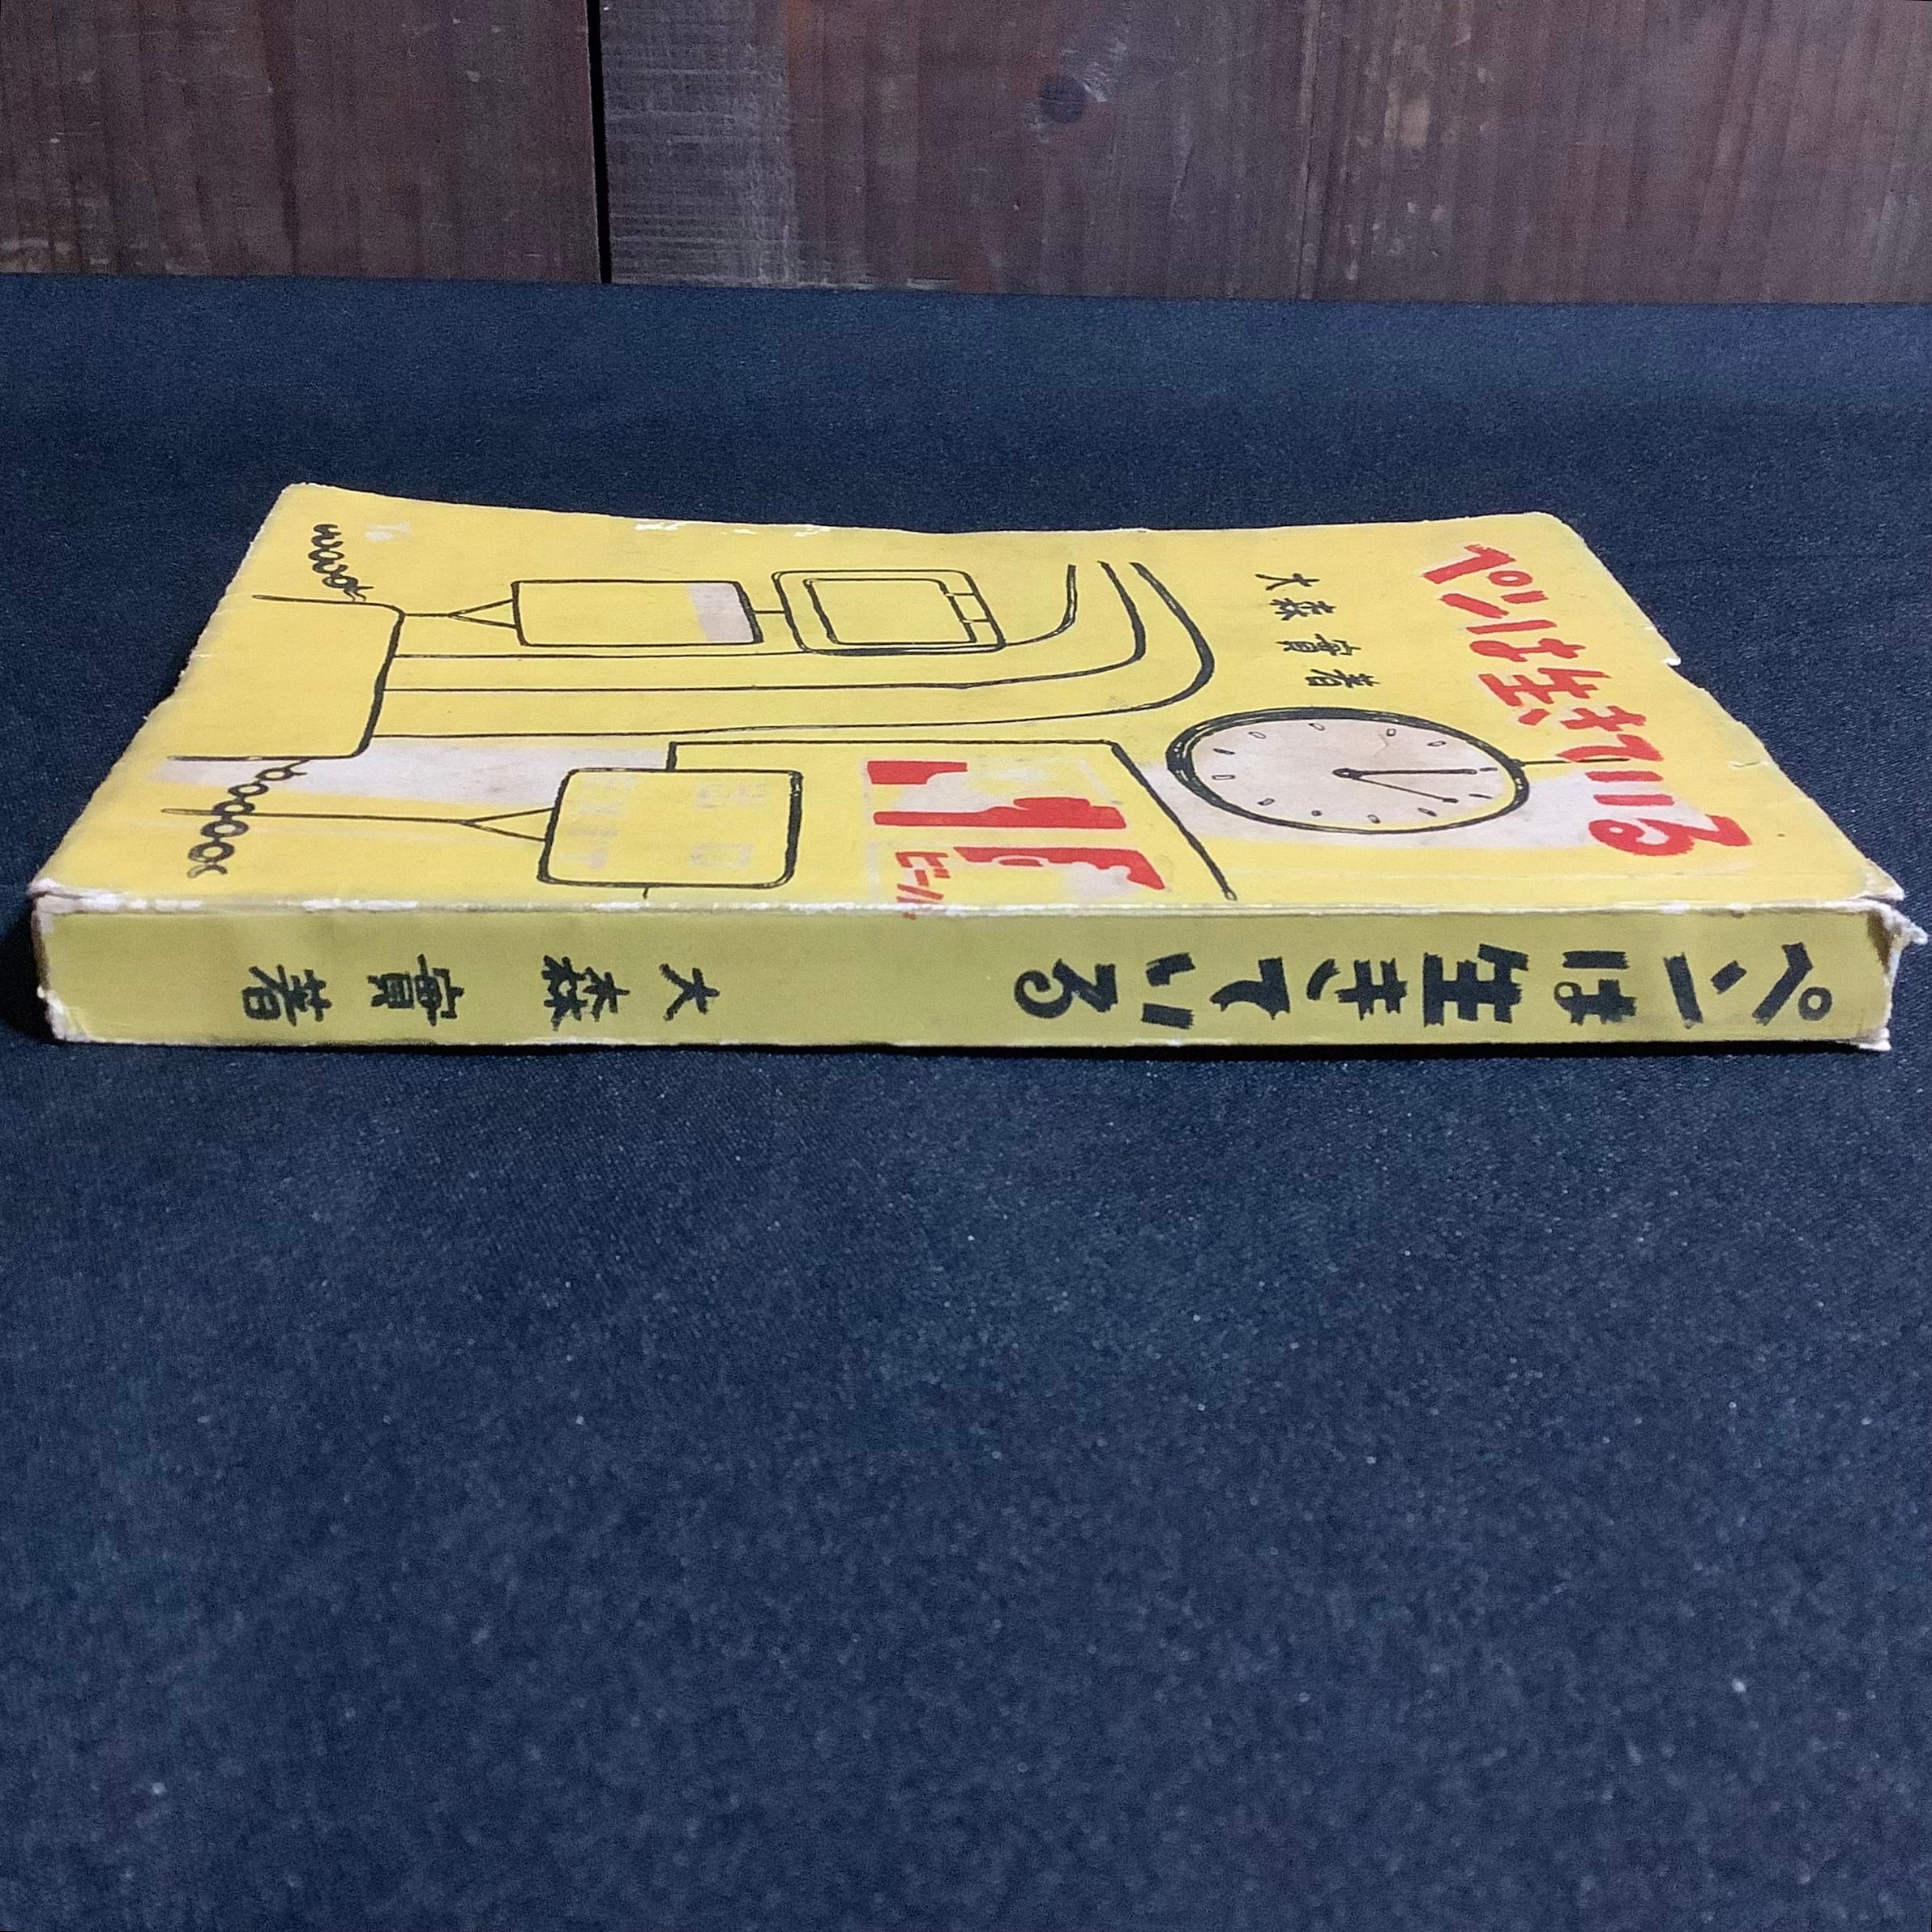 ペンは生きている
大森實著
ビール
ペンは生きている
大森實著